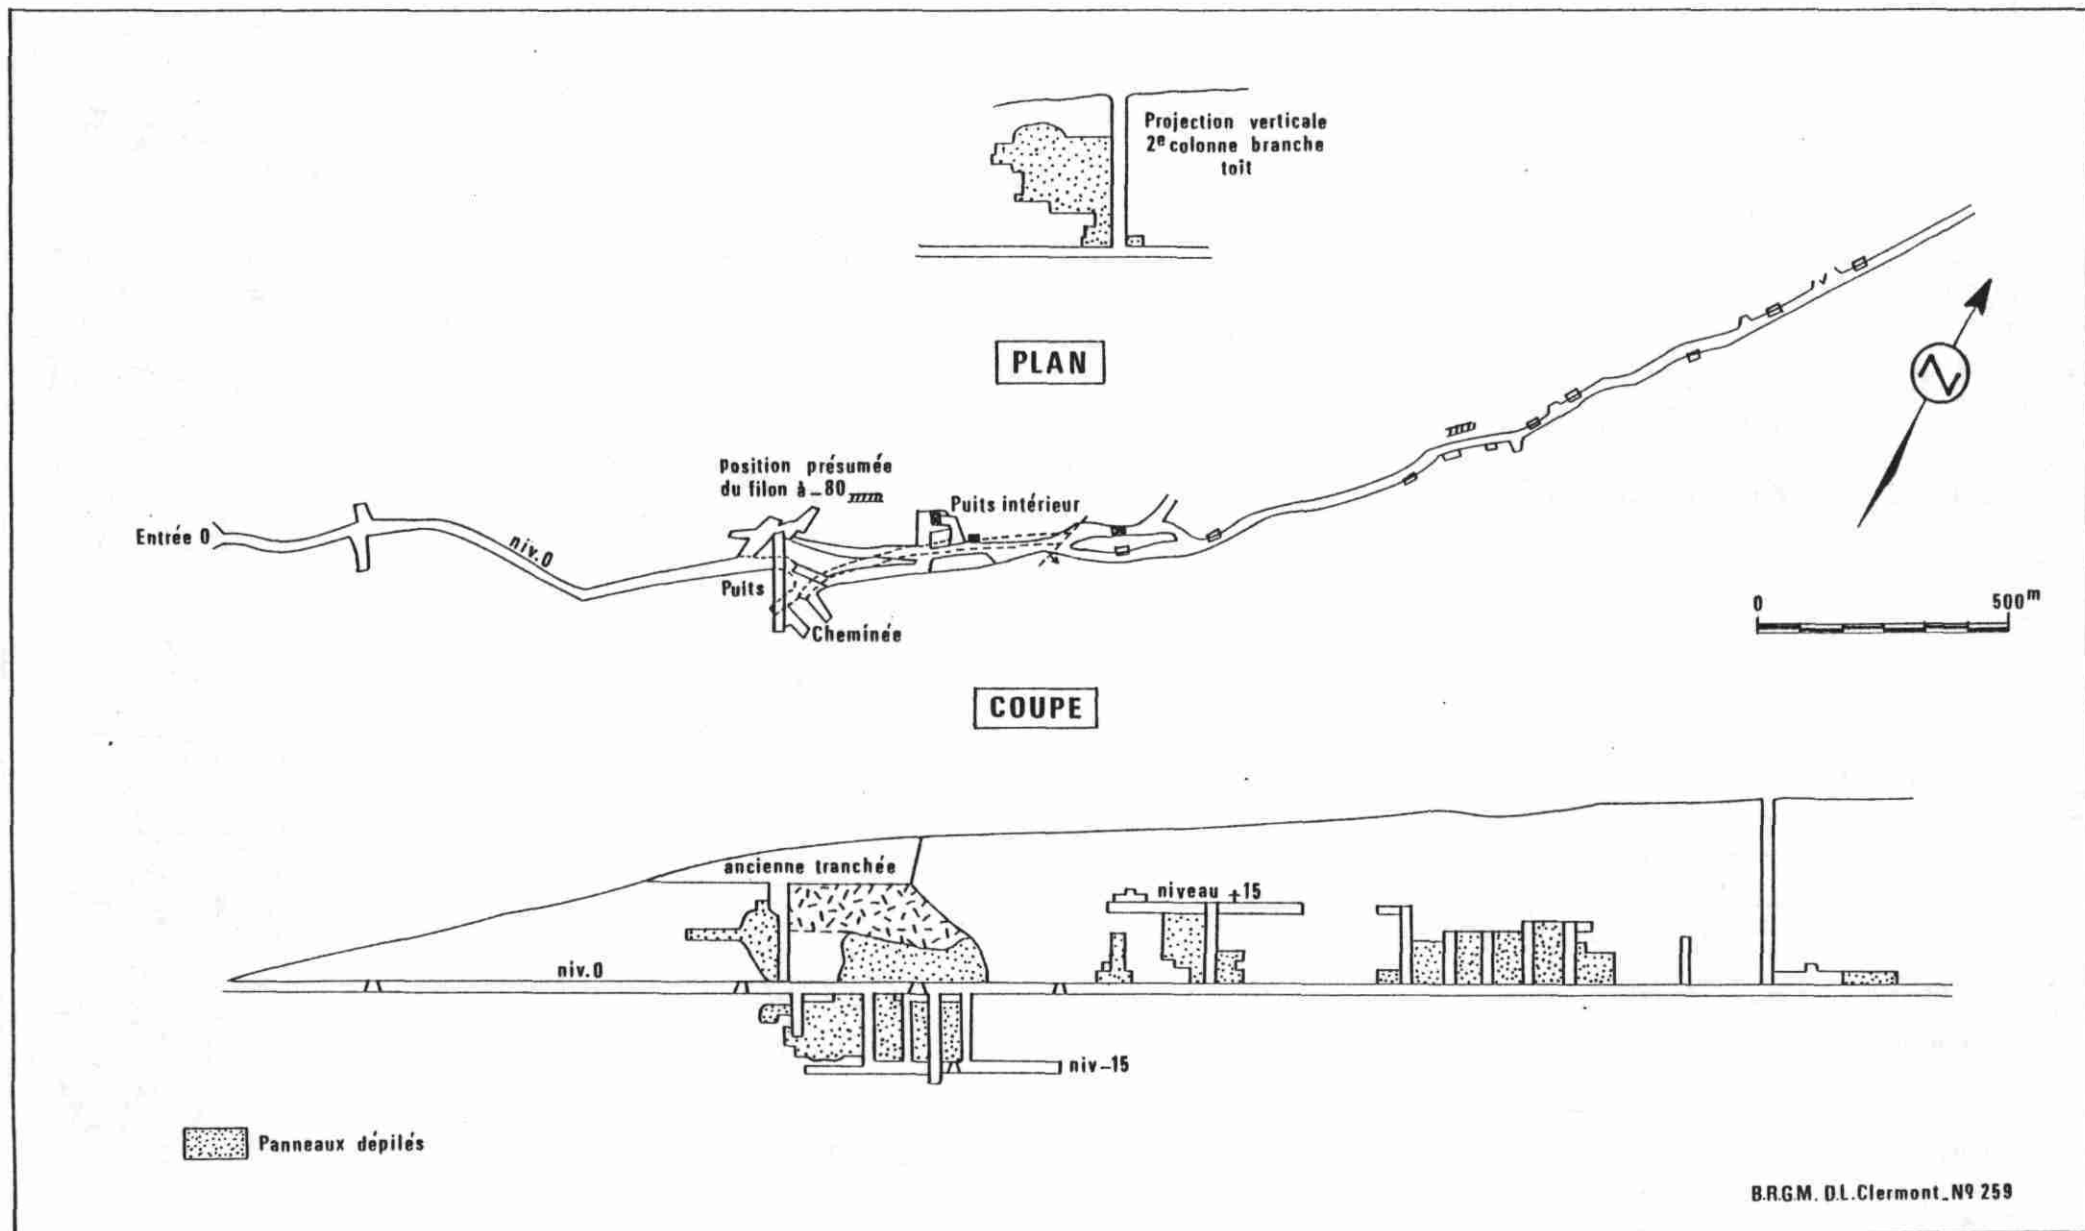 Projection verticale
2e colonne branche
toit
PLAN
N
Position présumée
du filon à -80
Puits intérieur
Entrée 0
niv.0
Puits
Cheminée
0 500m
COUPE
ancienne tranchée
niveau +15
niv.0
niv-15
Panneaux dépilés
B.R.G.M. D.L.Clermont_Nº 259